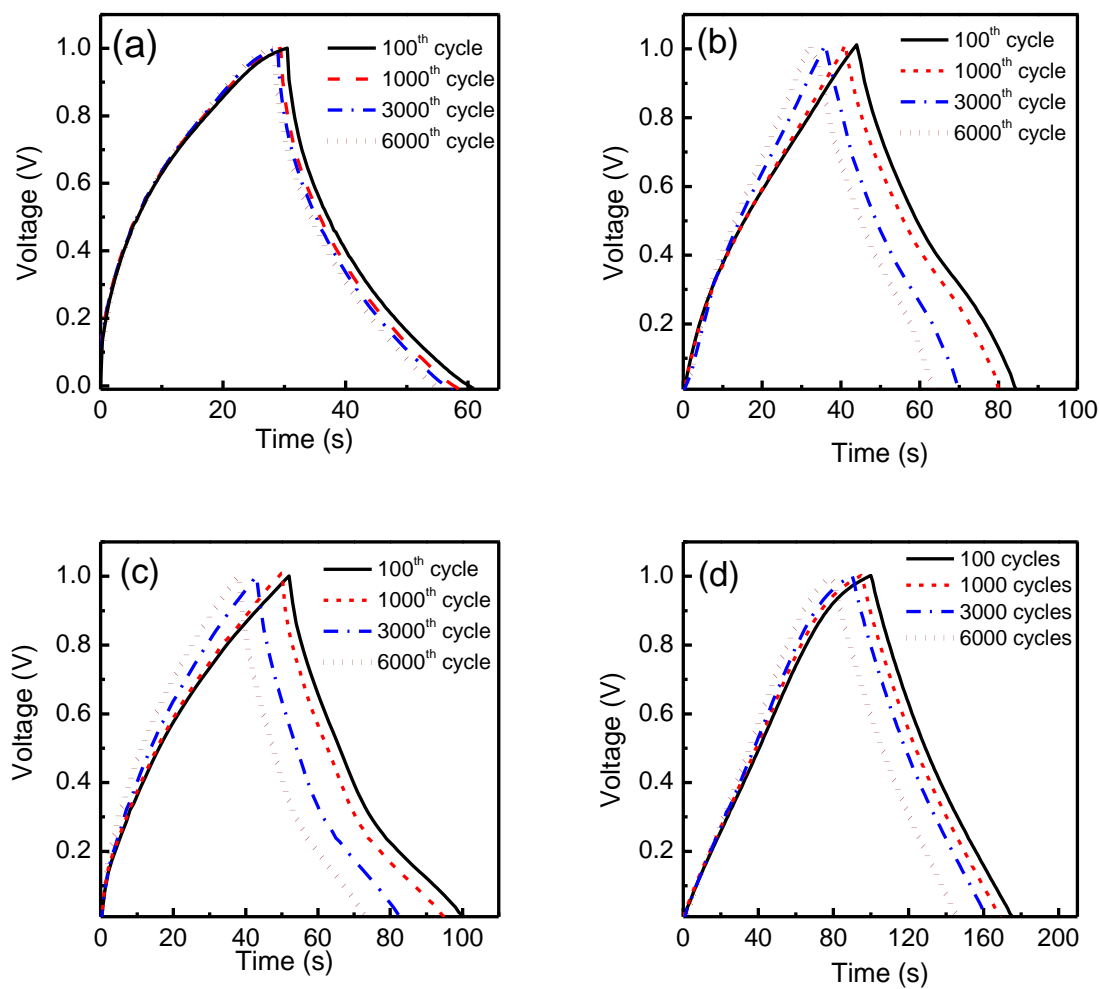 (a)
100th cycle
1000th cycle
3000th cycle
6000th cycle
1.0
0.8
0.6
0.4
0.2
0.0
Voltage (V)
0 20 40 60
Time (s)
(b)
100th cycle
1000th cycle
3000th cycle
6000th cycle
1.0
0.8
0.6
0.4
0.2
Voltage (V)
0 20 40 60 80 100
Time (s)
(c)
100th cycle
1000th cycle
3000th cycle
6000th cycle
1.0
0.8
0.6
0.4
0.2
Voltage (V)
0 20 40 60 80 100
Time (s)
(d)
100 cycles
1000 cycles
3000 cycles
6000 cycles
1.0
0.8
0.6
0.4
0.2
Voltage (V)
0 40 80 120 160 200
Time (s)